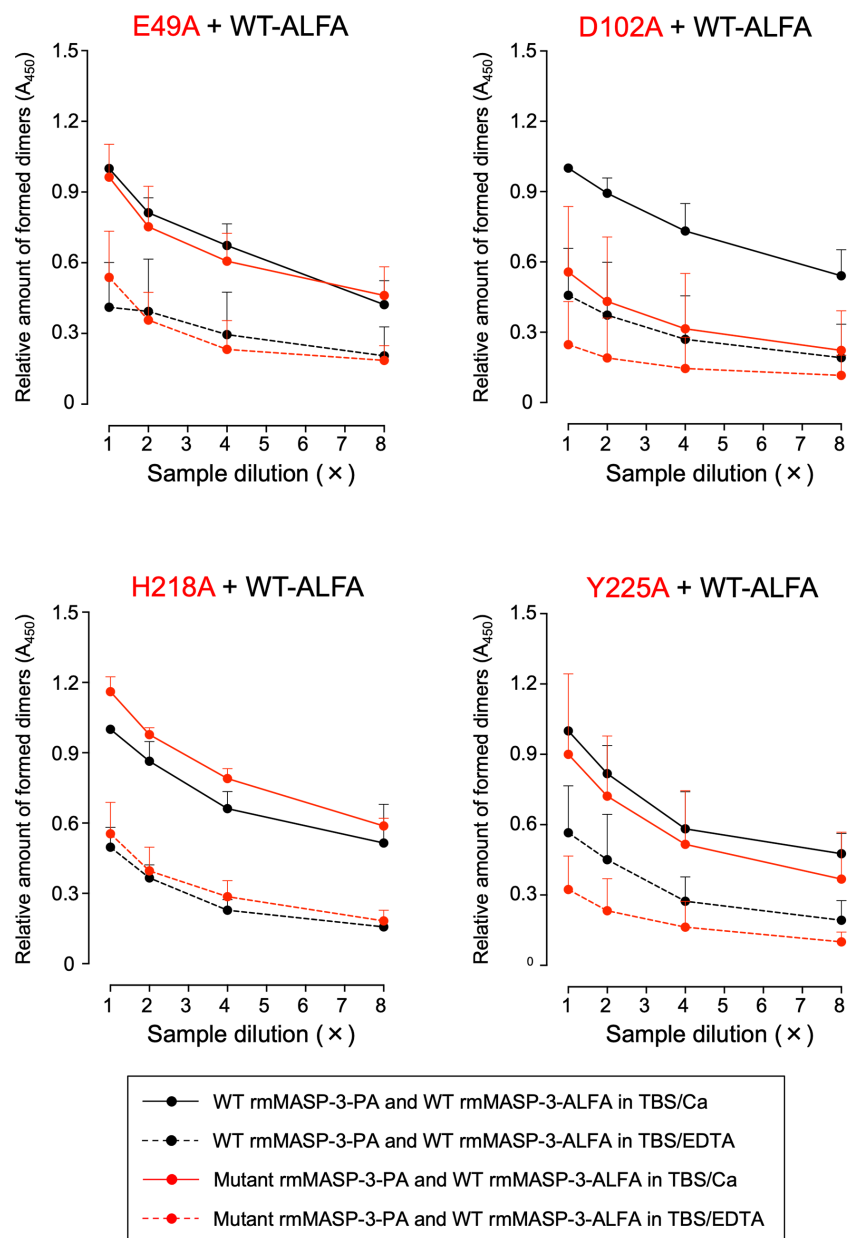 E49A + WT-ALFA
Relative amount of formed dimers (A450)
1.5
1.2
0.9
0.6
0.3
0
1 2 3 4 5 6 7 8
Sample dilution (×)
D102A + WT-ALFA
Relative amount of formed dimers (A450)
1.5
1.2
0.9
0.6
0.3
0
1 2 3 4 5 6 7 8
Sample dilution (×)
H218A + WT-ALFA
Relative amount of formed dimers (A450)
1.5
1.2
0.9
0.6
0.3
0
1 2 3 4 5 6 7 8
Sample dilution (×)
Y225A + WT-ALFA
Relative amount of formed dimers (A450)
1.5
1.2
0.9
0.6
0.3
0
1 2 3 4 5 6 7 8
Sample dilution (×)
WT rmMASP-3-PA and WT rmMASP-3-ALFA in TBS/Ca
WT rmMASP-3-PA and WT rmMASP-3-ALFA in TBS/EDTA
Mutant rmMASP-3-PA and WT rmMASP-3-ALFA in TBS/Ca
Mutant rmMASP-3-PA and WT rmMASP-3-ALFA in TBS/EDTA